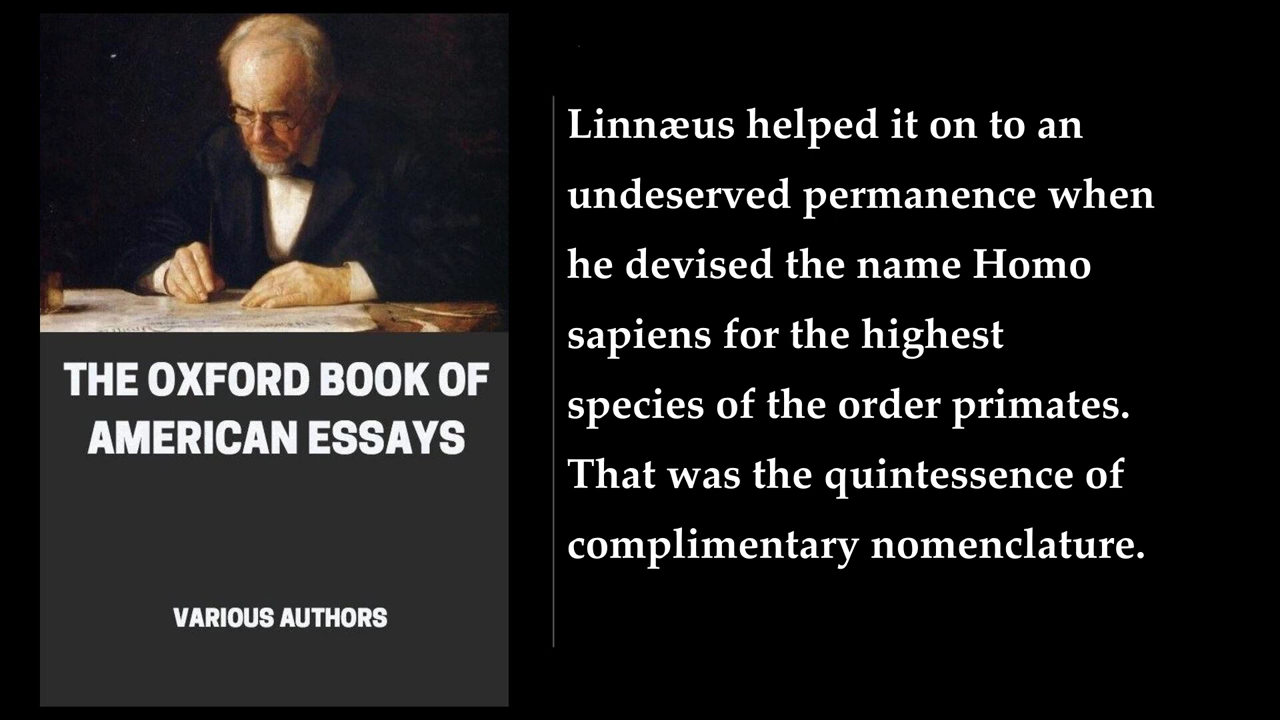 THE OXFORD BOOK OF
AMERICAN ESSAYS
VARIOUS AUTHORS
Linnæus helped it on to an
undeserved permanence when
he devised the name Homo
sapiens for the highest
species of the order primates.
That was the quintessence of
complimentary nomenclature.